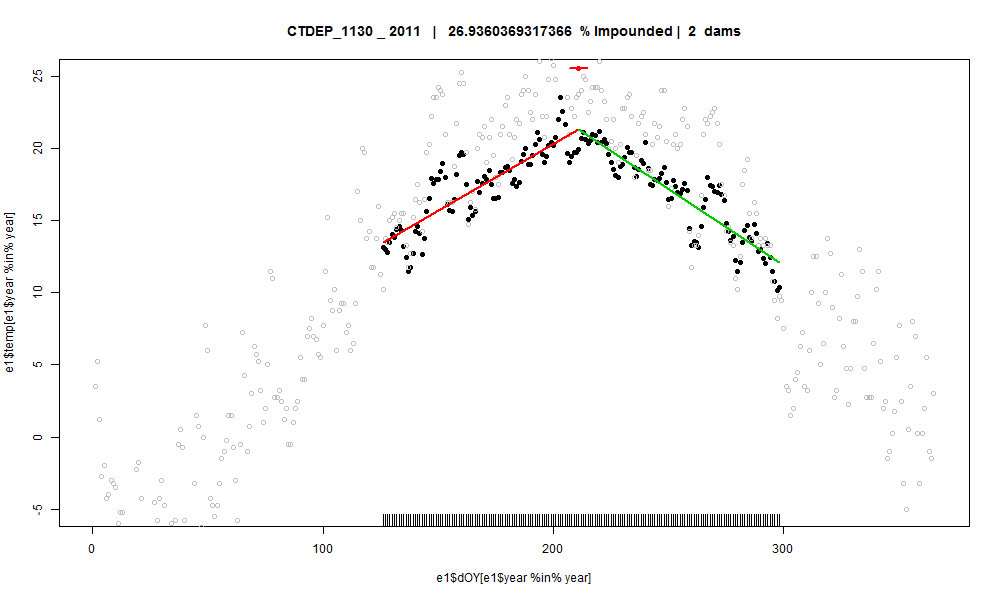 CTDEP_1130 _ 2011 | 26.9360369317366 % Impounded | 2 dams
e1$temp[e1$year %in% year]
25
20
15
10
5
0
-5
0 100 200 300
e1$dOY[e1$year %in% year]